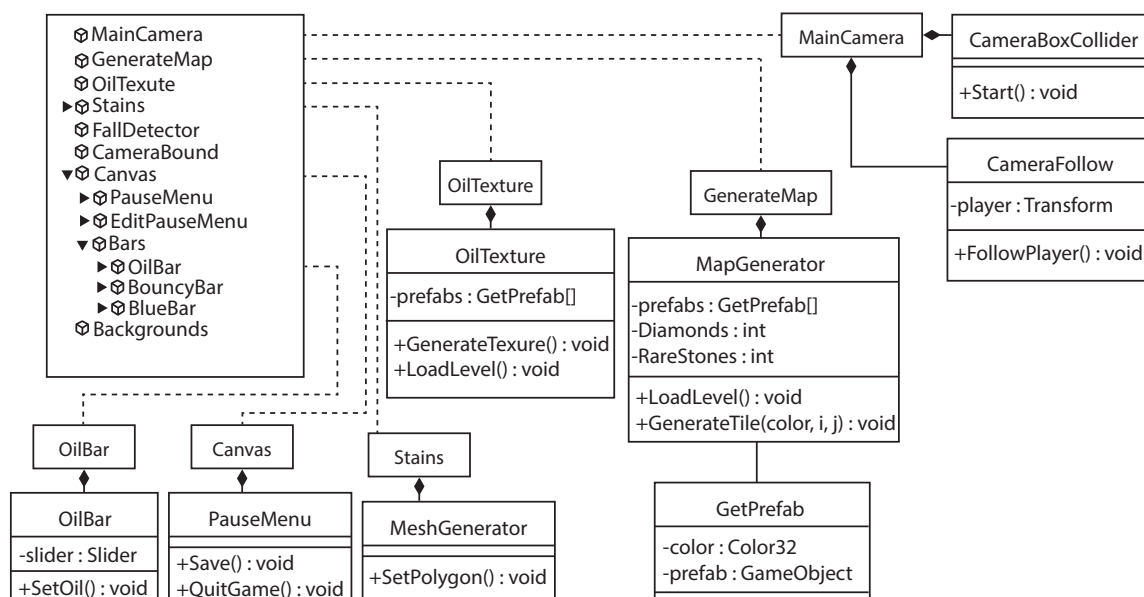 MainCamera
GenerateMap
OilTexute
Stains
FallDetector
CameraBound
Canvas
PauseMenu
EditPauseMenu
Bars
OilBar
BouncyBar
BlueBar
Backgrounds
MainCamera
CameraBoxCollider
+Start() : void
CameraFollow
-player : Transform
+FollowPlayer() : void
OilTexture
OilTexture
-prefabs : GetPrefab[]
+GenerateTexure() : void
+LoadLevel() : void
GenerateMap
MapGenerator
-prefabs : GetPrefab[]
-Diamonds : int
-RareStones : int
+LoadLevel() : void
+GenerateTile(color, i, j) : void
GetPrefab
-color : Color32
-prefab : GameObject
OilBar
OilBar
-slider : Slider
+SetOil() : void
Canvas
PauseMenu
+Save() : void
+QuitGame() : void
Stains
MeshGenerator
+SetPolygon() : void